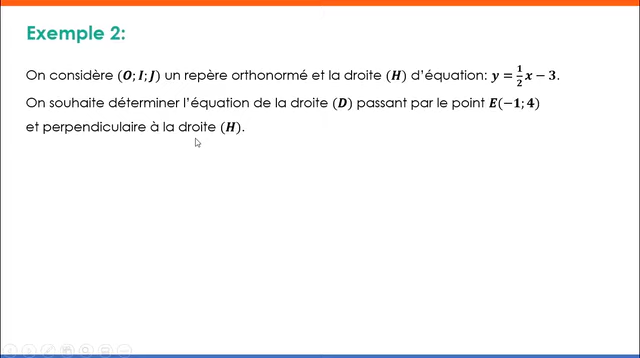 Exemple 2:
On considère (O; I; J) un repère orthonormé et la droite (H) d’équation: y = 1/2 x − 3.
On souhaite déterminer l’équation de la droite (D) passant par le point E(−1; 4)
et perpendiculaire à la droite (H).